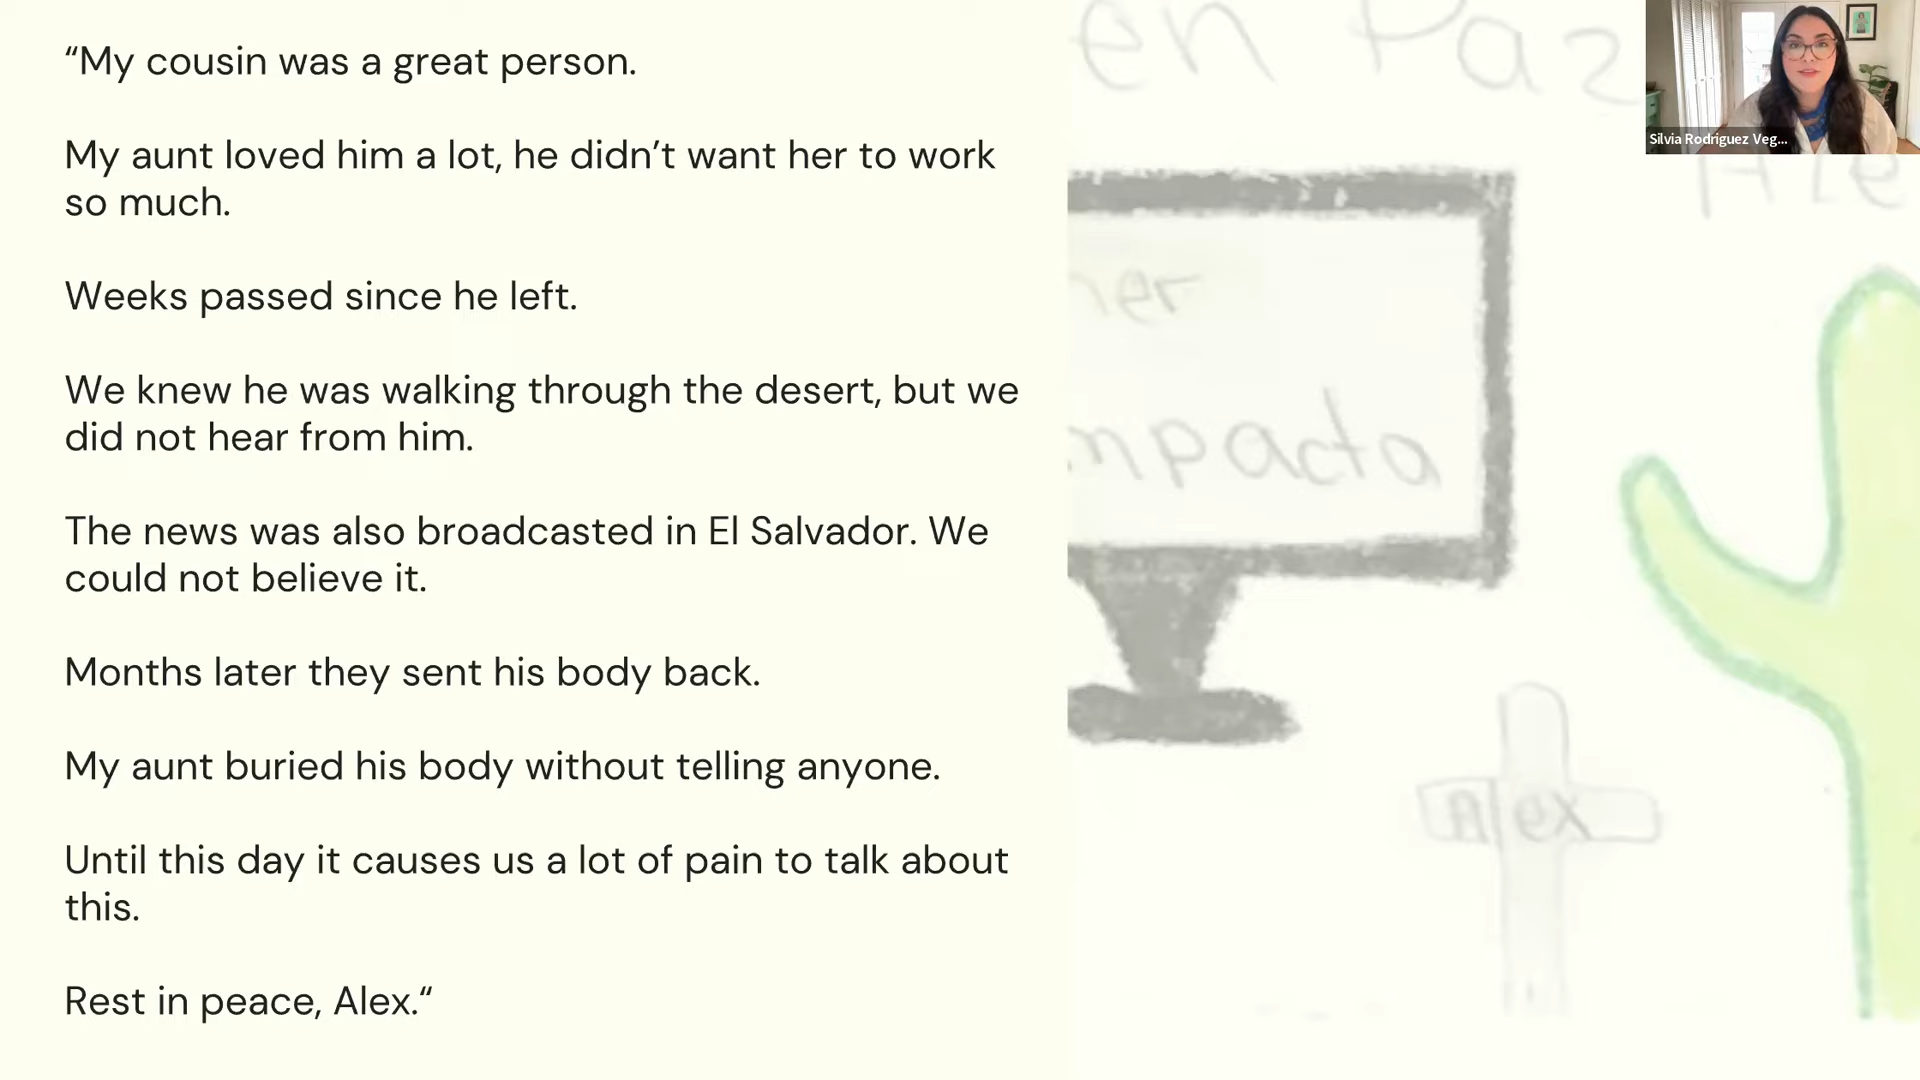 “My cousin was a great person.
My aunt loved him a lot, he didn’t want her to work
so much.
Weeks passed since he left.
We knew he was walking through the desert, but we
did not hear from him.
The news was also broadcasted in El Salvador. We
could not believe it.
Months later they sent his body back.
My aunt buried his body without telling anyone.
Until this day it causes us a lot of pain to talk about
this.
Rest in peace, Alex.“
en Paz
Ale
ner
mpacto
Alex
Silvia Rodriguez Veg...